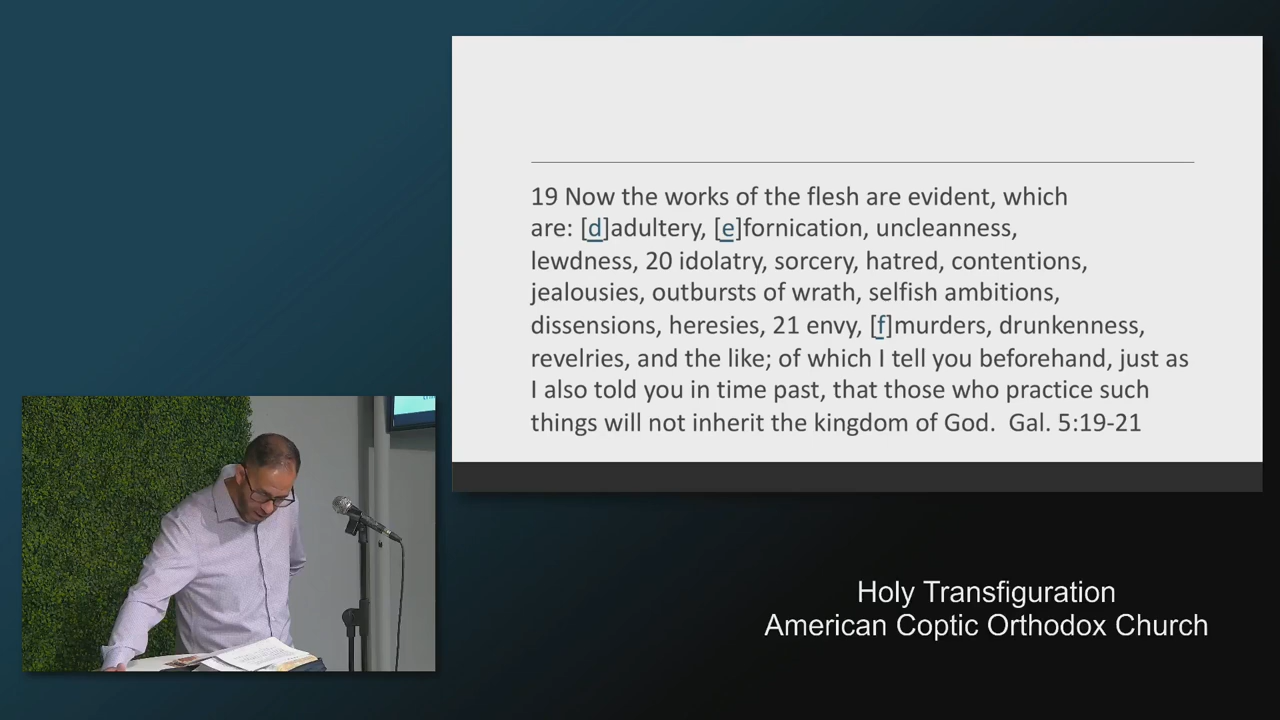 19 Now the works of the flesh are evident, which
are: [d]adultery, [e]fornication, uncleanness,
lewdness, 20 idolatry, sorcery, hatred, contentions,
jealousies, outbursts of wrath, selfish ambitions,
dissensions, heresies, 21 envy, [f]murders, drunkenness,
revelries, and the like; of which I tell you beforehand, just as
I also told you in time past, that those who practice such
things will not inherit the kingdom of God. Gal. 5:19-21
Holy Transfiguration
American Coptic Orthodox Church